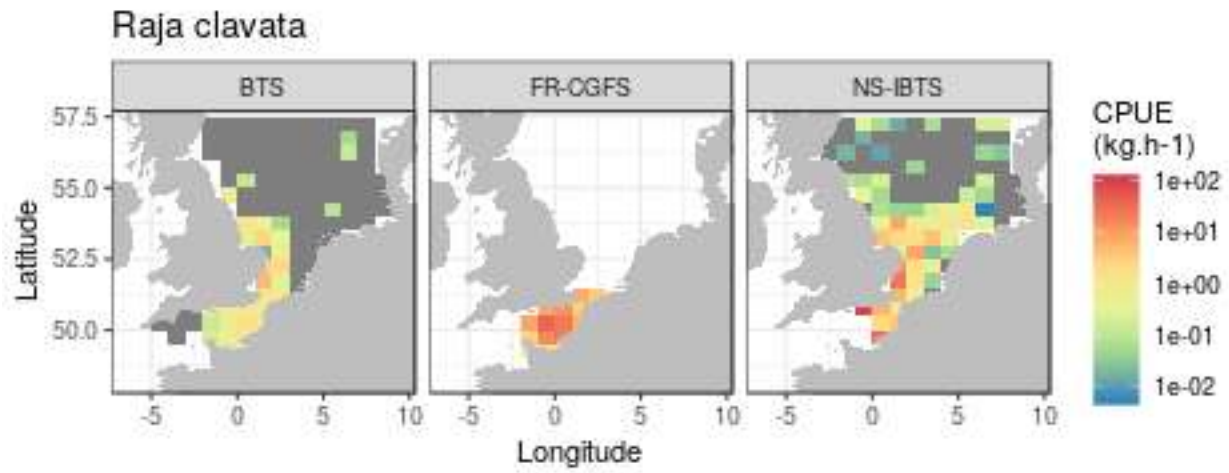 Raja clavata
BTS
FR-CGFS
NS-IBTS
57.5
55.0
52.5
50.0
Latitude
-5
0
5
10
-5
0
5
10
-5
0
5
10
Longitude
CPUE
(kg.h-1)
1e+02
1e+01
1e+00
1e-01
1e-02